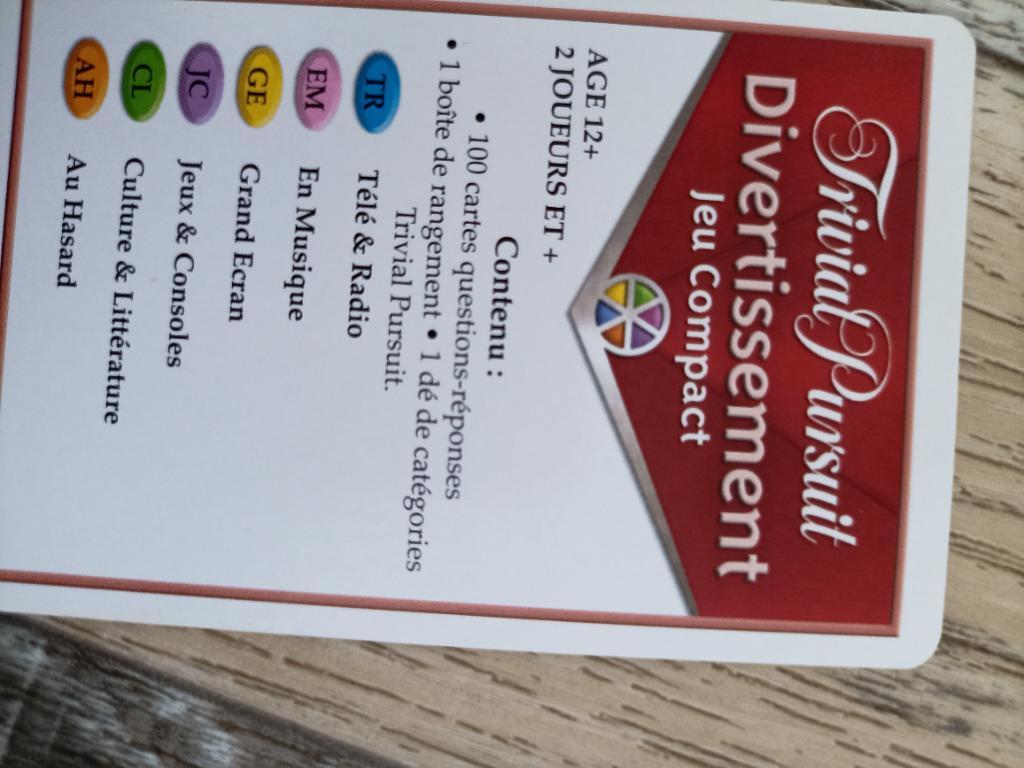 Trivial Pursuit
Divertissement
Jeu Compact
AGE 12+
2 JOUEURS ET +
Contenu :
• 100 cartes questions-réponses
• 1 boîte de rangement • 1 dé de catégories
Trivial Pursuit.
TR Télé & Radio
EM En Musique
GE Grand Ecran
JC Jeux & Consoles
CL Culture & Littérature
AH Au Hasard